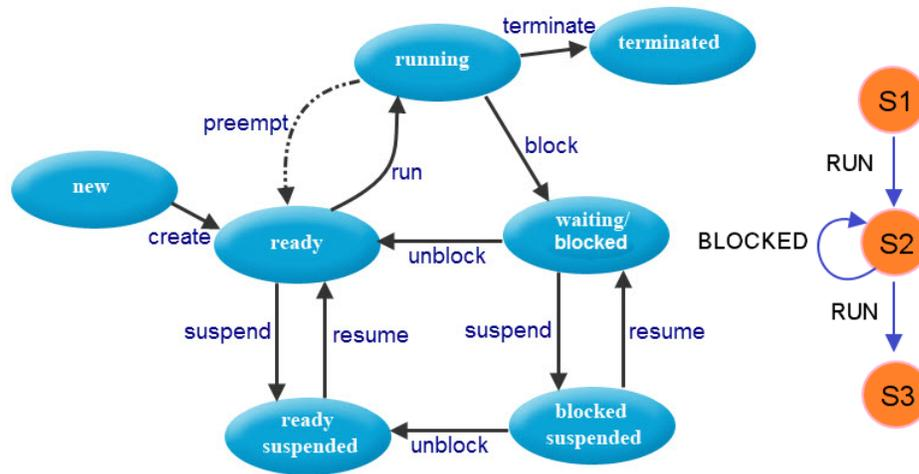 terminate
running
terminated
S1
preempt
block
RUN
run
new
waiting/
blocked
create
ready
unblock
BLOCKED
S2
suspend
resume
suspend
resume
RUN
S3
ready
suspended
blocked
suspended
unblock